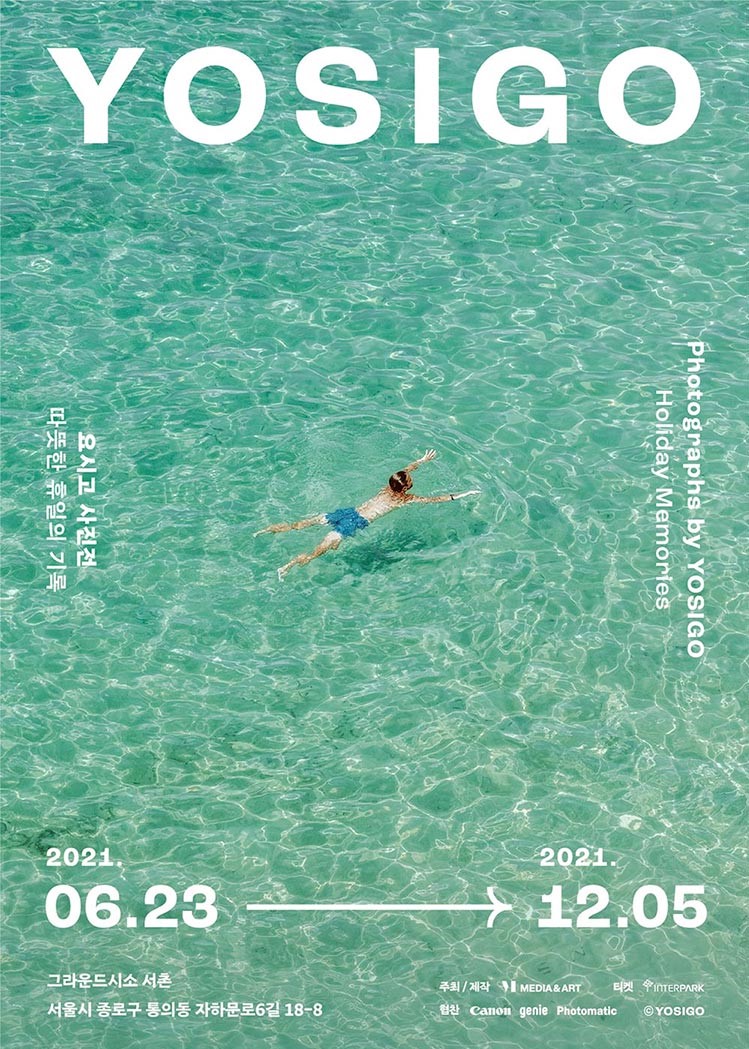 YOSIGO
Photographs by YOSIGO
Holiday Memories
요시고 사진전
따뜻한 휴일의 기록
2021.
06.23
2021.
12.05
그라운드시소 서촌
서울시 종로구 통의동 자하문로6길 18-8
주최/제작 MEDIA & ART 티켓 INTERPARK
협찬 Canon genie Photomatic ©YOSIGO